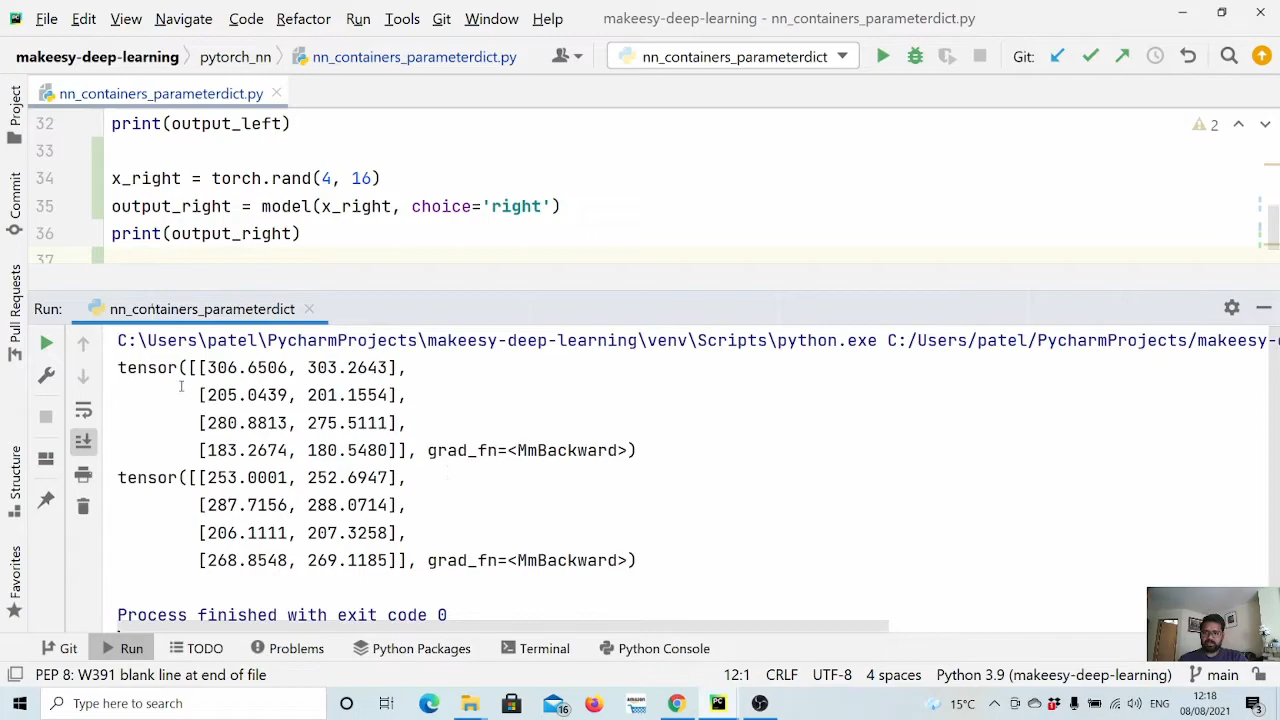 File Edit View Navigate Code Refactor Run Tools Git Window Help makeesy-deep-learning - nn_containers_parameterdict.py
makeesy-deep-learning pytorch_nn nn_containers_parameterdict.py nn_containers_parameterdict Git:
nn_containers_parameterdict.py
Project
Commit
Pull Requests
Structure
Favorites
32 print(output_left) 2
33
34 x_right = torch.rand(4, 16)
35 output_right = model(x_right, choice='right')
36 print(output_right)
37
Run: nn_containers_parameterdict
C:\Users\patel\PycharmProjects\makeesy-deep-learning\venv\Scripts\python.exe C:/Users/patel/PycharmProjects/makeesy-
tensor([[306.6506, 303.2643],
[205.0439, 201.1554],
[280.8813, 275.5111],
[183.2674, 180.5480]], grad_fn=<MmBackward>)
tensor([[253.0001, 252.6947],
[287.7156, 288.0714],
[206.1111, 207.3258],
[268.8548, 269.1185]], grad_fn=<MmBackward>)
Process finished with exit code 0
Git Run TODO Problems Python Packages Terminal Python Console
PEP 8: W391 blank line at end of file 12:1 CRLF UTF-8 4 spaces Python 3.9 (makeesy-deep-learning) main
Type here to search 16 amazon PC 15°C 12:18
08/08/2021 3